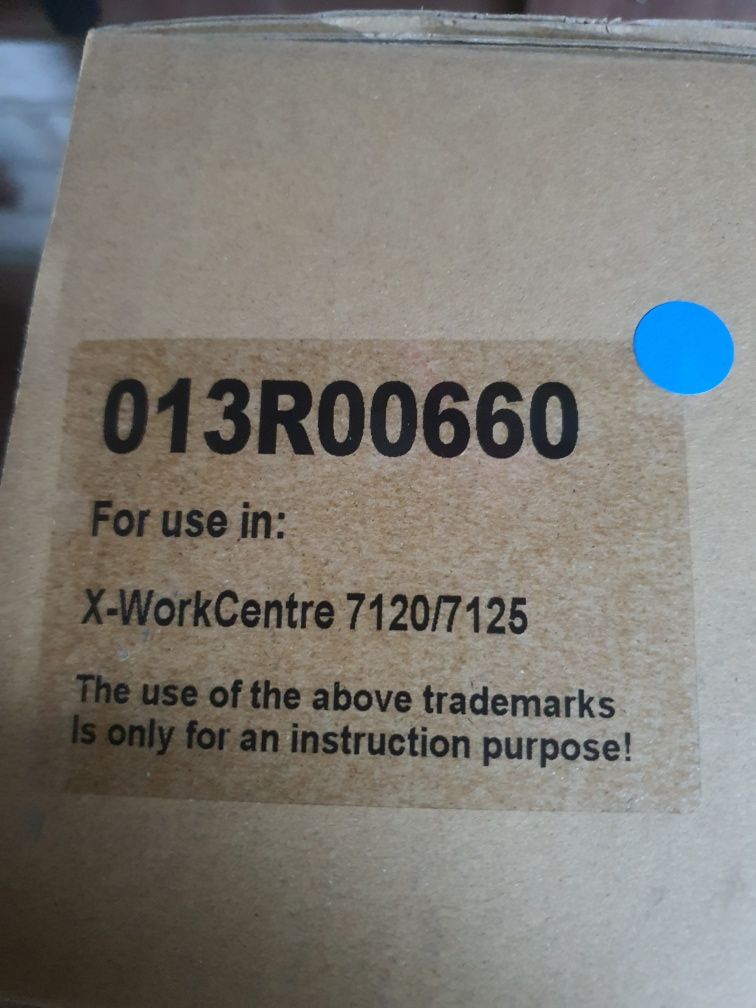 013R00660
For use in:
X-WorkCentre 7120/7125
The use of the above trademarks
Is only for an instruction purpose!